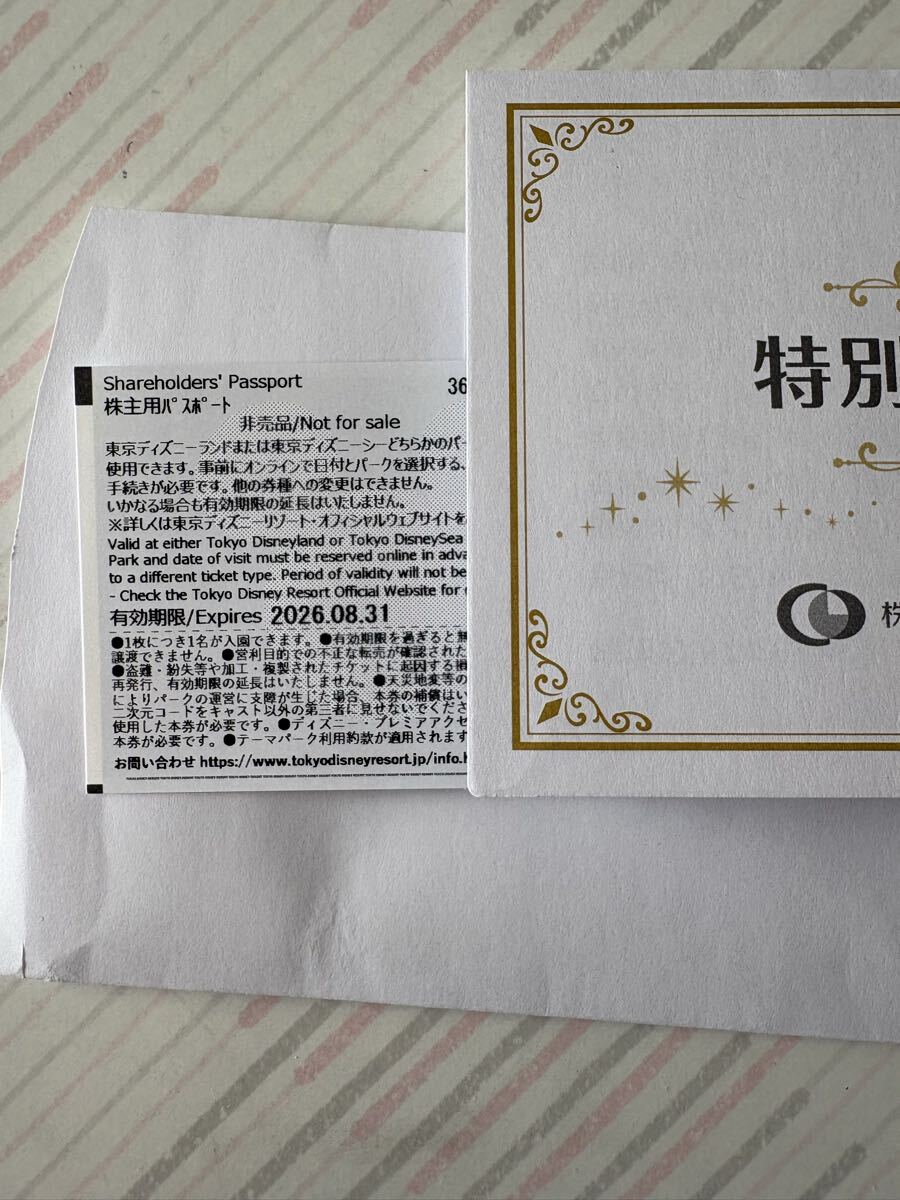 Shareholders' Passport 36
株主用ﾊﾟｽﾎﾟｰﾄ
非売品/Not for sale
東京ディズニーランドまたは東京ディズニーシーどちらかのパー
使用できます。事前にオンラインで日付とパークを選択する、
手続きが必要です。他の券種への変更はできません。
いかなる場合も有効期限の延長はいたしません。
※詳しくは東京ディズニーリゾート・オフィシャルウェブサイトを
Valid at either Tokyo Disneyland or Tokyo DisneySea
Park and date of visit must be reserved online in adva
to a different ticket type. Period of validity will not be
- Check the Tokyo Disney Resort Official Website for
有効期限/Expires 2026.08.31
●1枚につき1名が入園できます。●有効期限を過ぎると無
譲渡できません。●営利目的での不正な転売が確認された
●盗難・紛失等や加工・複製されたチケットに起因する損
再発行、有効期限の延長はいたしません。●天災地変等の
によりパークの運営に支障が生じた場合、本券の補償はい
二次元コードをキャスト以外の第三者に見せないでくださ
使用した本券が必要です。●ディズニー・プレミアアクセ
本券が必要です。●テーマパーク利用約款が適用されます
お問い合わせ https://www.tokyodisneyresort.jp/info.h
特別
株